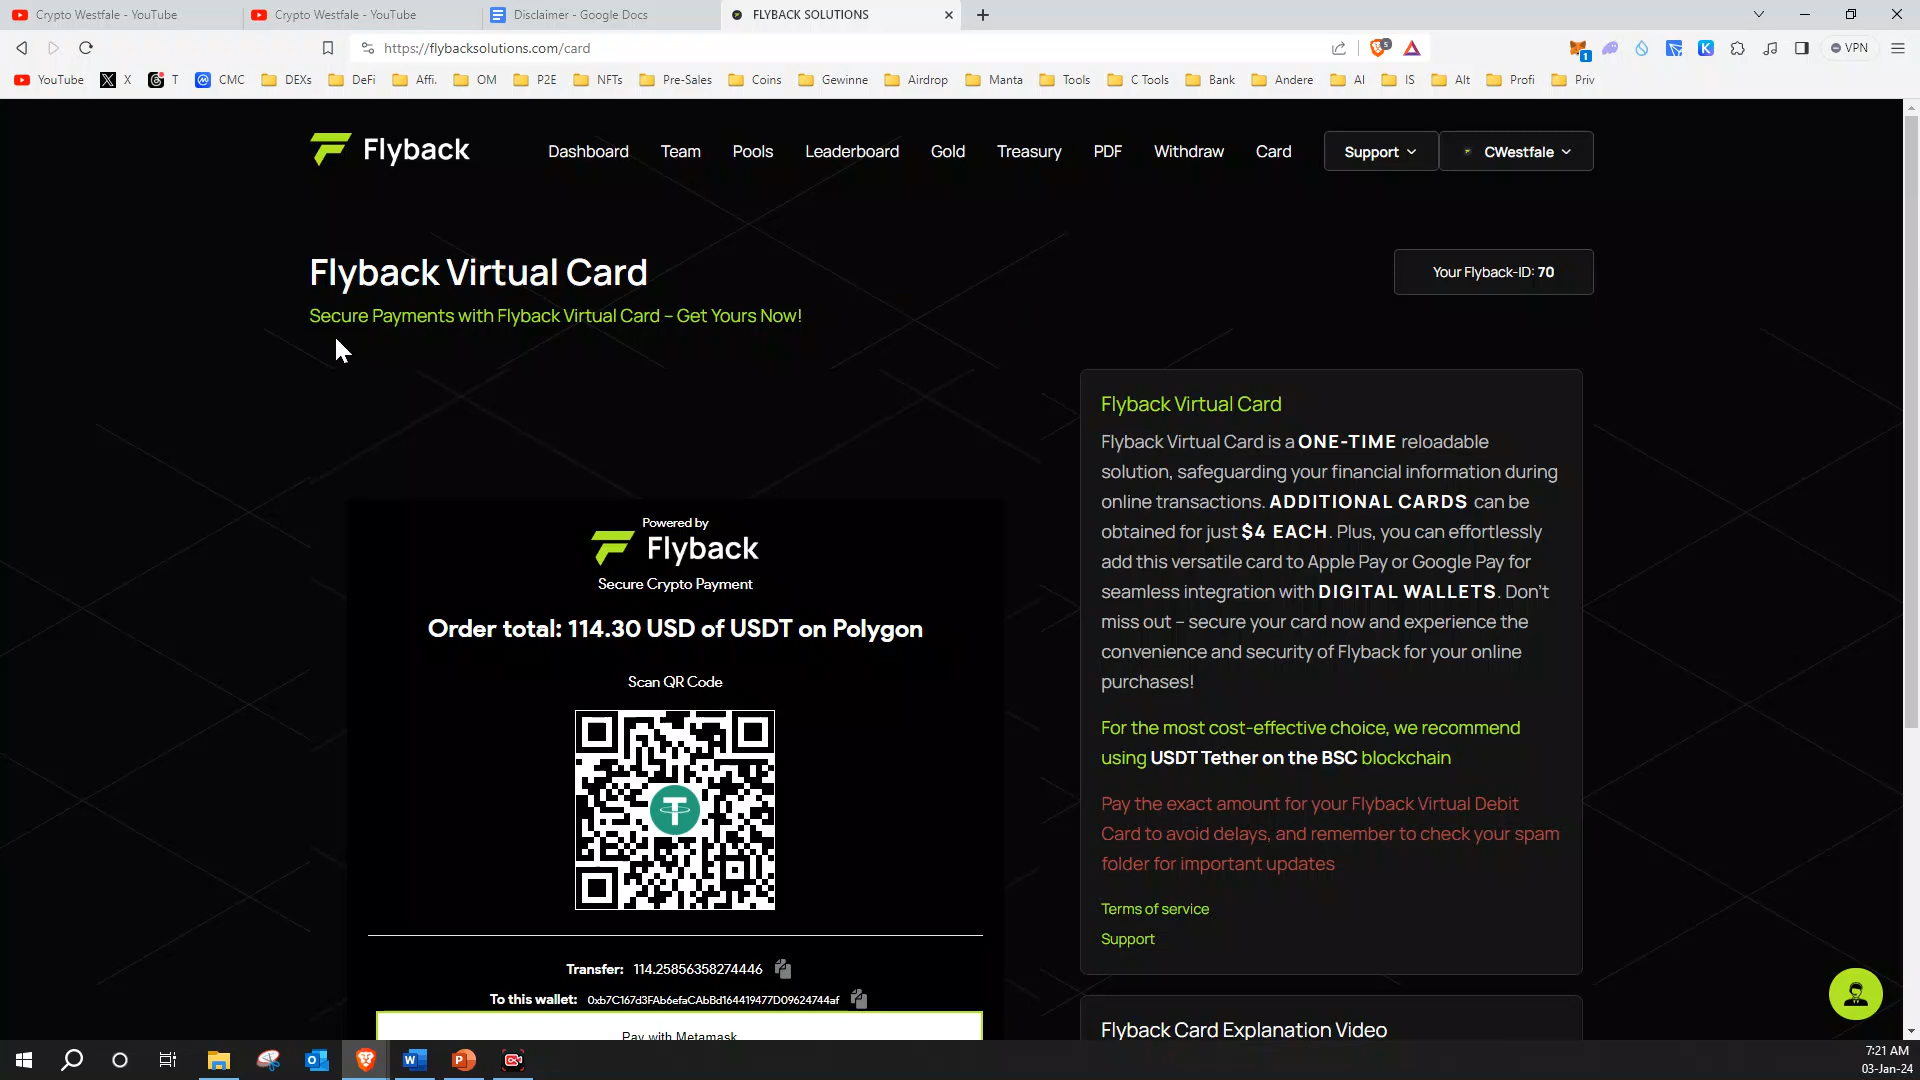 Crypto Westfale - YouTube
Crypto Westfale - YouTube
Disclaimer - Google Docs
FLYBACK SOLUTIONS
https://flybacksolutions.com/card
5
1
VPN
YouTube X T CMC DEXs DeFi Affi. OM P2E NFTs Pre-Sales Coins Gewinne Airdrop Manta Tools C Tools Bank Andere AI IS Alt Profi Priv
Flyback
Dashboard Team Pools Leaderboard Gold Treasury PDF Withdraw Card Support CWestfale
Flyback Virtual Card
Your Flyback-ID: 70
Secure Payments with Flyback Virtual Card – Get Yours Now!
Powered by
Flyback
Secure Crypto Payment
Order total: 114.30 USD of USDT on Polygon
Scan QR Code
Transfer: 114.25856358274446
To this wallet: 0xb7C167d3FAb6efaCAbBd164419477D09624744af
Pay with Metamask
Flyback Virtual Card
Flyback Virtual Card is a ONE-TIME reloadable
solution, safeguarding your financial information during
online transactions. ADDITIONAL CARDS can be
obtained for just $4 EACH. Plus, you can effortlessly
add this versatile card to Apple Pay or Google Pay for
seamless integration with DIGITAL WALLETS. Don't
miss out – secure your card now and experience the
convenience and security of Flyback for your online
purchases!
For the most cost-effective choice, we recommend
using USDT Tether on the BSC blockchain
Pay the exact amount for your Flyback Virtual Debit
Card to avoid delays, and remember to check your spam
folder for important updates
Terms of service
Support
Flyback Card Explanation Video
7:21 AM
03-Jan-24